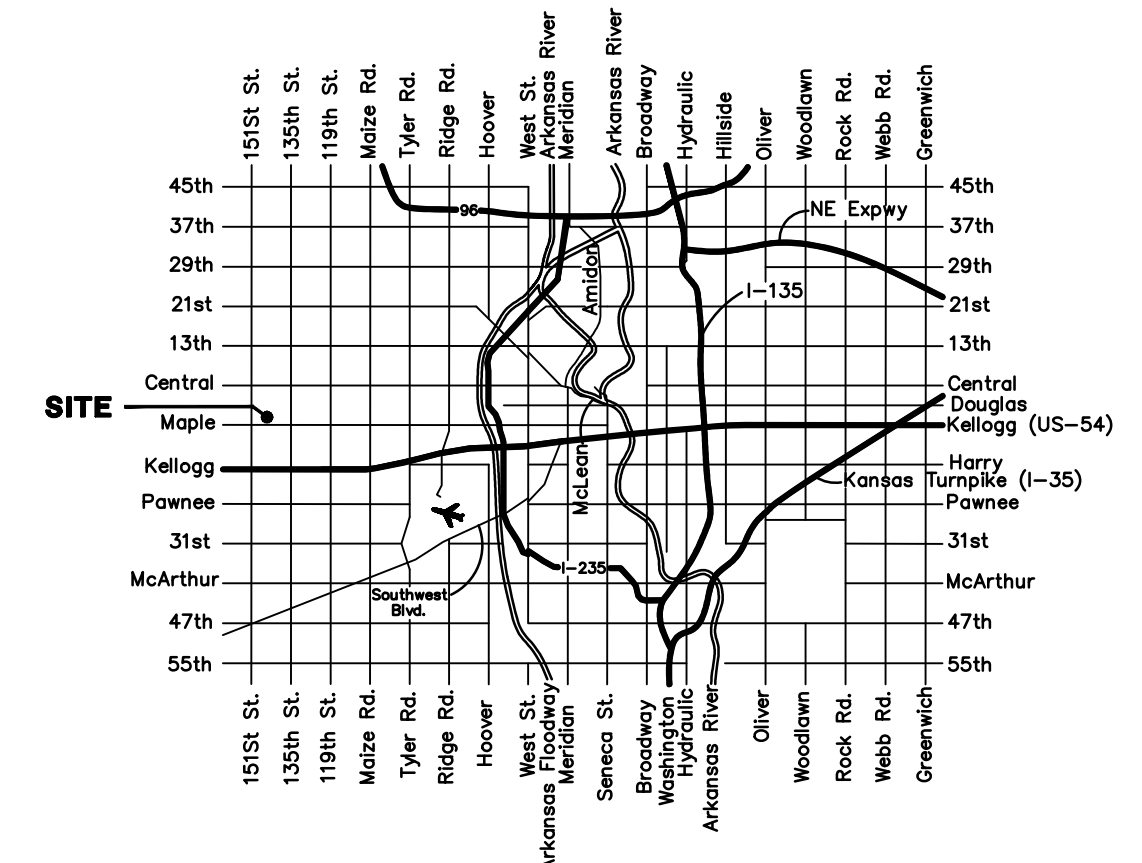 151St St.
135th St.
119th St.
Maize Rd.
Tyler Rd.
Ridge Rd.
Hoover
West St.
Arkansas River
Meridian
Arkansas River
Broadway
Hydraulic
Hillside
Oliver
Woodlawn
Rock Rd.
Webb Rd.
Greenwich
45th
45th
96
NE Expwy
37th
37th
29th
Amidon
29th
I-135
21st
21st
13th
13th
Central
Central
SITE
Douglas
Maple
Kellogg (US-54)
Kellogg
McLean
Harry
Kansas Turnpike (I-35)
Pawnee
Pawnee
31st
31st
I-235
McArthur
McArthur
Southwest
Blvd.
47th
47th
55th
55th
151St St.
135th St.
119th St.
Maize Rd.
Tyler Rd.
Ridge Rd.
Hoover
West St.
Arkansas Floodway
Meridian
Seneca St.
Broadway
Washington
Hydraulic
Arkansas River
Oliver
Woodlawn
Rock Rd.
Webb Rd.
Greenwich